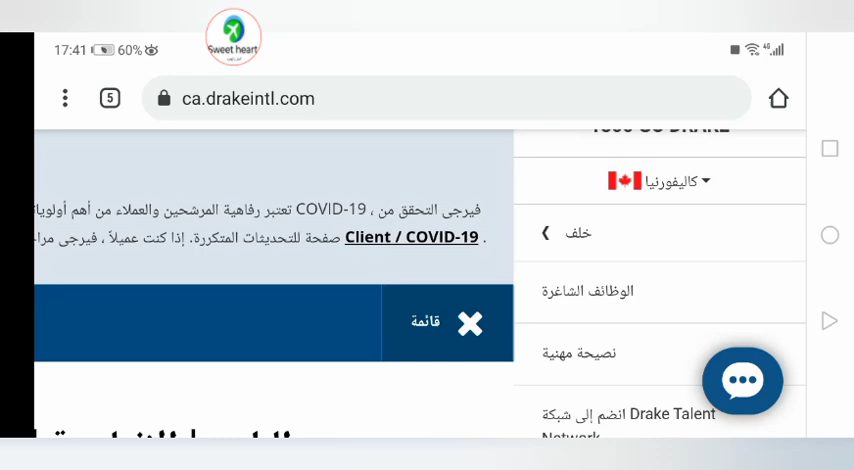 17:41 60%
Sweet heart
4G
5
ca.drakeintl.com
كاليفورنيا
فيرجى التحقق من ، COVID-19 تعتبر رفاهية المرشحين والعملاء من أهم
. Client / COVID-19 صفحة للتحديثات المتكررة. إذا كنت عميلاً ، فيرجى
خلف
الوظائف الشاغرة
قائمة
نصيحة مهنية
Drake Talent انضم إلى شبكة
Network